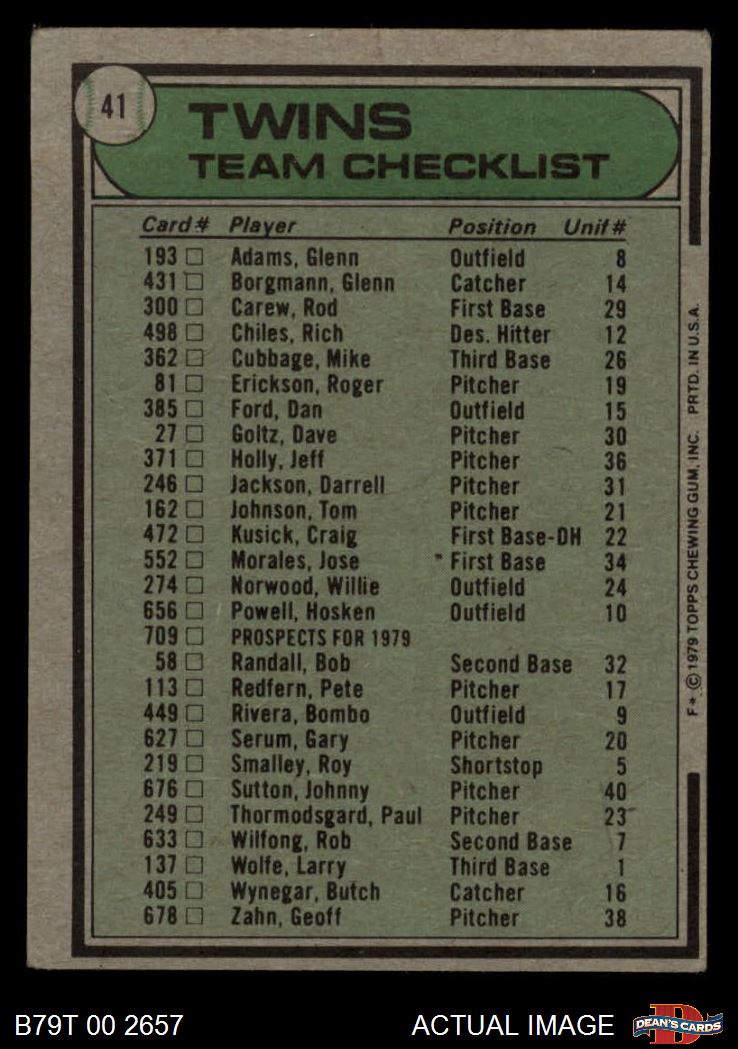 41
TWINS
TEAM CHECKLIST
Card# Player Position Unif#
193 Adams, Glenn Outfield 8
431 Borgmann, Glenn Catcher 14
300 Carew, Rod First Base 29
498 Chiles, Rich Des. Hitter 12
362 Cubbage, Mike Third Base 26
81 Erickson, Roger Pitcher 19
385 Ford, Dan Outfield 15
27 Goltz, Dave Pitcher 30
371 Holly, Jeff Pitcher 36
246 Jackson, Darrell Pitcher 31
162 Johnson, Tom Pitcher 21
472 Kusick, Craig First Base-DH 22
552 Morales, Jose First Base 34
274 Norwood, Willie Outfield 24
656 Powell, Hosken Outfield 10
709 PROSPECTS FOR 1979
58 Randall, Bob Second Base 32
113 Redfern, Pete Pitcher 17
449 Rivera, Bombo Outfield 9
627 Serum, Gary Pitcher 20
219 Smalley, Roy Shortstop 5
676 Sutton, Johnny Pitcher 40
249 Thormodsgard, Paul Pitcher 23
633 Wilfong, Rob Second Base 7
137 Wolfe, Larry Third Base 1
405 Wynegar, Butch Catcher 16
678 Zahn, Geoff Pitcher 38
F* © 1979 TOPPS CHEWING GUM, INC. PRTD. IN U.S.A.
B79T 00 2657 ACTUAL IMAGE
D
DEAN'S CARDS